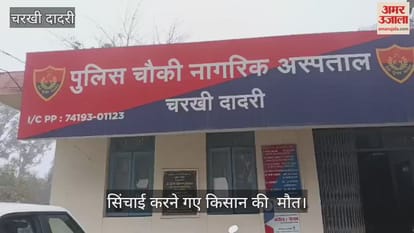 चरखी दादरी
अमर उजाला
amarujala.com
पुलिस चौकी नागरिक अस्पताल
चरखी दादरी
I/C PP : 74193-01123
सिंचाई करने गए किसान की मौत।